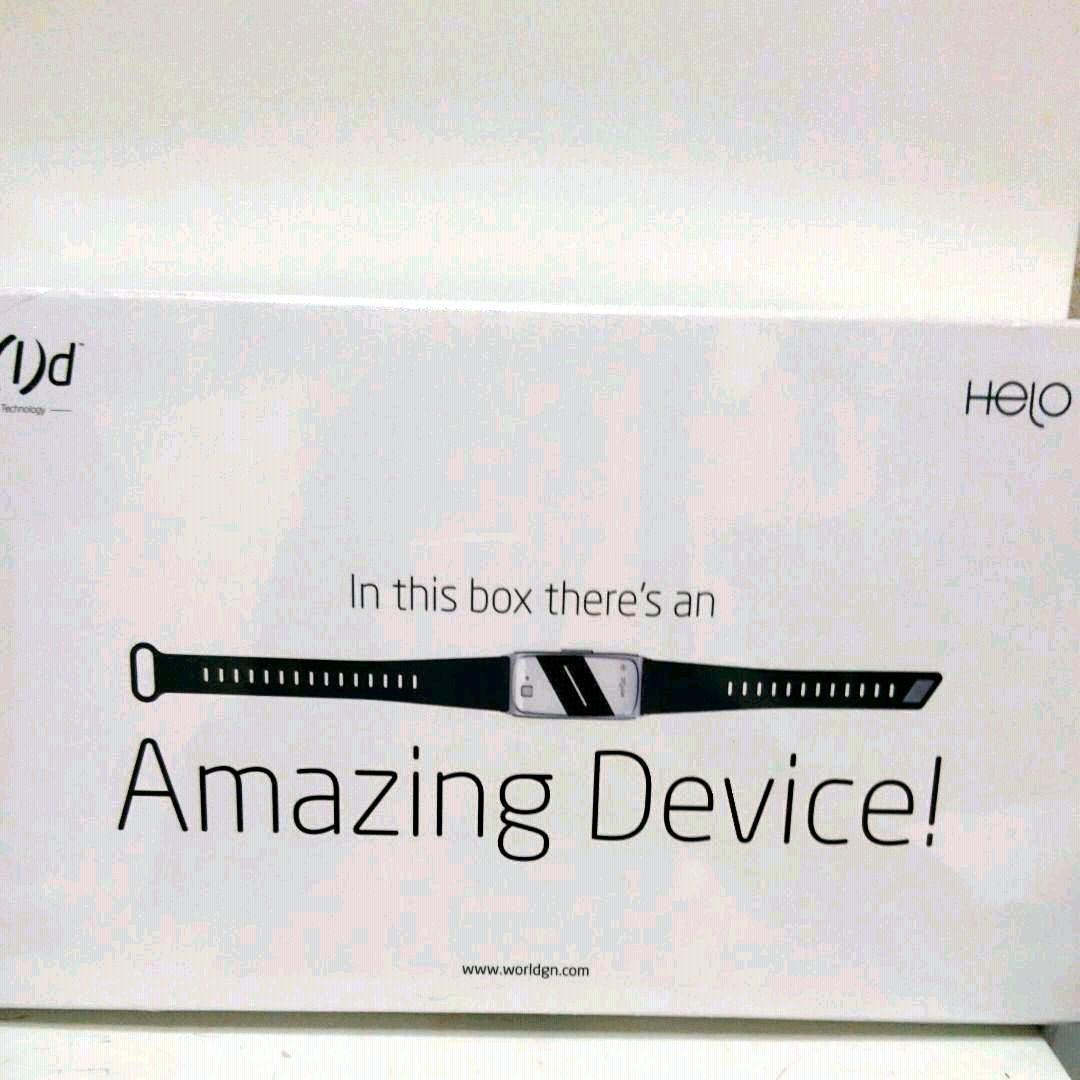 Technology
HELO
In this box there's an
Amazing Device!
www.worldgn.com